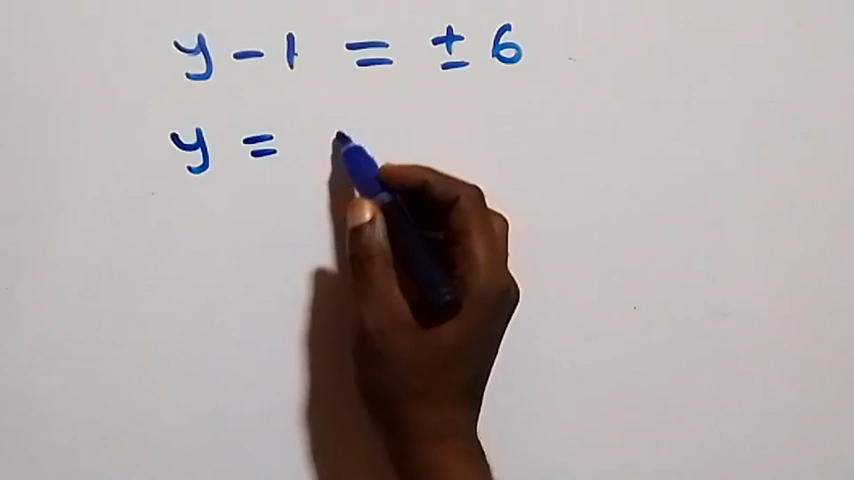 y - 1 = ± 6
y =